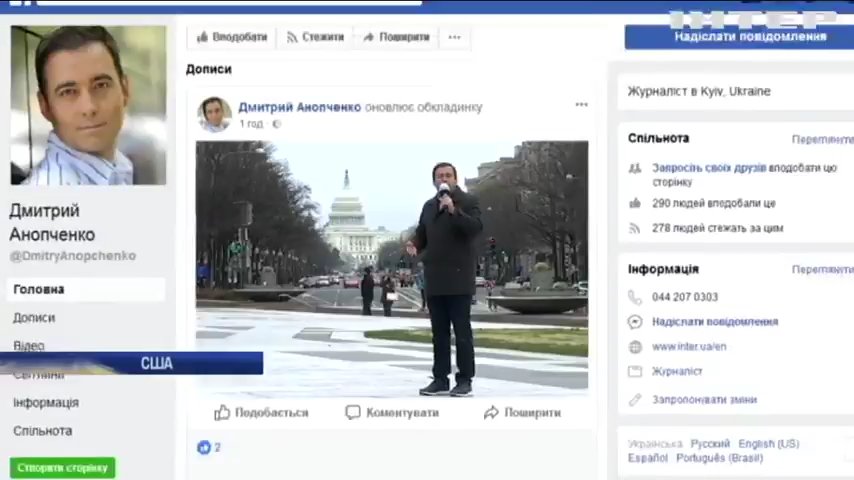 ІНТЕР
Вподобати
Стежити
Поширити
Надіслати повідомлення
Дописи
Дмитрий Анопченко оновлює обкладинку
1 год
Дмитрий
Анопченко
@DmitryAnopchenko
Головна
Дописи
Відео
США
Світлини
Інформація
Спільнота
Створити сторінку
Подобається
Коментувати
Поширити
2
Журналіст в Kyiv, Ukraine
Спільнота
Переглянути
Запросіть своїх друзів вподобати цю
сторінку
290 людей вподобали це
278 людей стежать за цим
Інформація
Переглянути
044 207 0303
Надіслати повідомлення
www.inter.ua/en
Журналіст
Запропонувати зміни
Українська Русский English (US)
Español Português (Brasil)